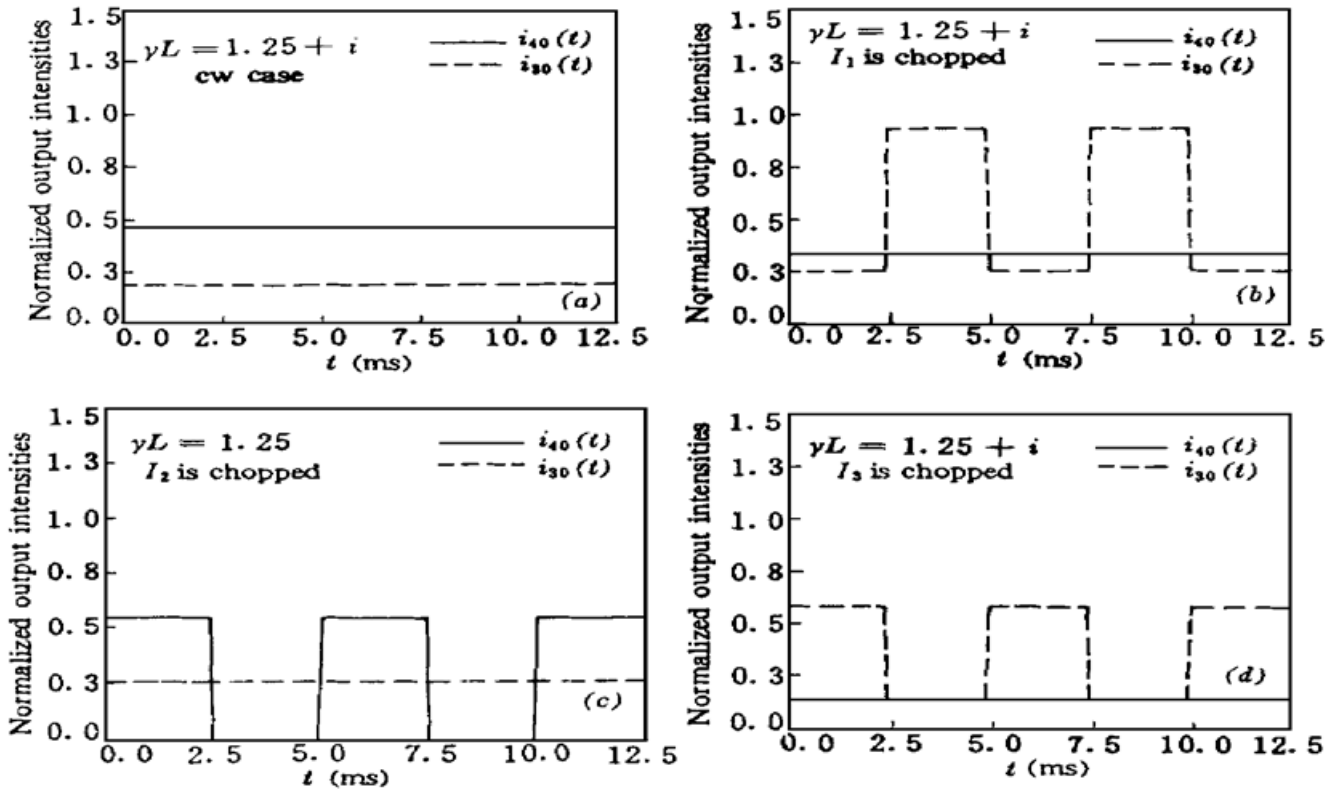 Normalized output intensities
1. 5
1. 3
1. 0
0. 8
0. 5
0. 3
0. 0
γL = 1. 25 + i
cw case
i₄₀(t)
i₃₀(t)
(a)
0. 0 2. 5 5. 0 7. 5 10. 0 12. 5
t (ms)
Normalized output intensities
1. 5
1. 3
1. 0
0. 8
0. 5
0. 3
0. 0
γL = 1. 25 + i
I₁ is chopped
i₄₀(t)
i₃₀(t)
(b)
0. 0 2. 5 5. 0 7. 5 10. 0 12. 5
t (ms)
Normalized output intensities
1. 5
1. 3
1. 0
0. 8
0. 5
0. 3
0. 0
γL = 1. 25
I₂ is chopped
i₄₀(t)
i₃₀(t)
(c)
0. 0 2. 5 5. 0 7. 5 10. 0 12. 5
t (ms)
Normalized output intensities
1. 5
1. 3
1. 0
0. 8
0. 5
0. 3
0. 0
γL = 1. 25 + i
I₃ is chopped
i₄₀(t)
i₃₀(t)
(d)
0. 0 2. 5 5. 0 7. 5 10. 0 12. 5
t (ms)